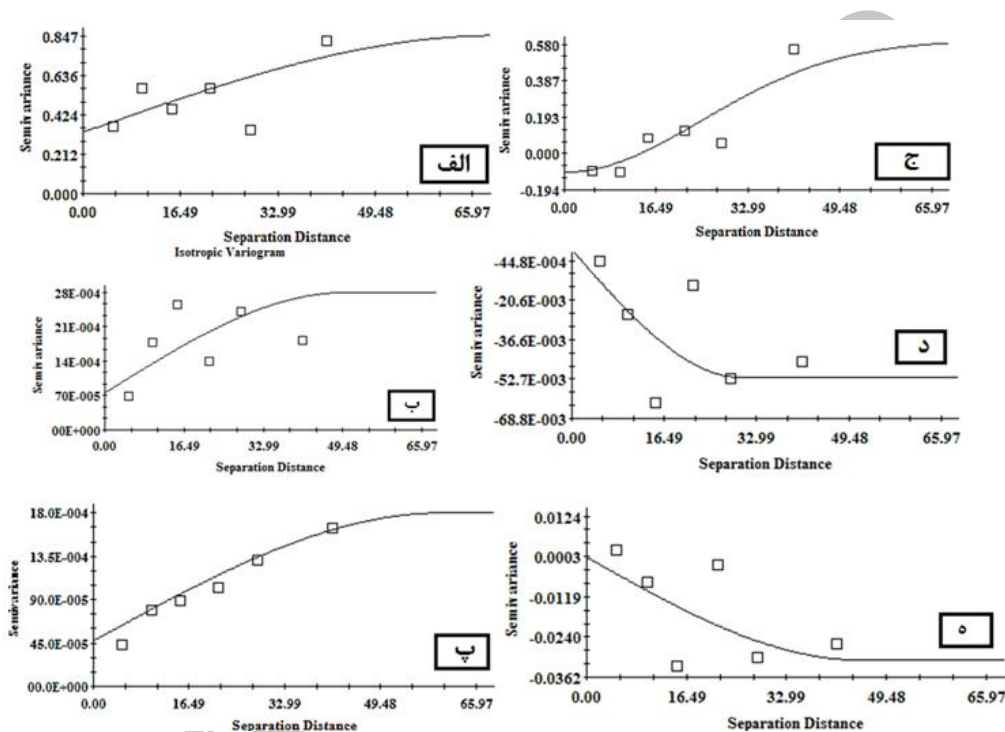 Semivariance
0.847
0.636
0.424
0.212
0.000
0.00 16.49 32.99 49.48 65.97
Separation Distance
الف
Semivariance
0.580
0.387
0.193
0.000
-0.194
0.00 16.49 32.99 49.48 65.97
Separation Distance
ج
Isotropic Variogram
Semivariance
28E-004
21E-004
14E-004
70E-005
00E+000
0.00 16.49 32.99 49.48 65.97
Separation Distance
ب
Semivariance
-44.8E-004
-20.6E-003
-36.6E-003
-52.7E-003
-68.8E-003
0.00 16.49 32.99 49.48 65.97
Separation Distance
د
Semivariance
18.0E-004
13.5E-004
90.0E-005
45.0E-005
00.0E+000
0.00 16.49 32.99 49.48 65.97
Separation Distance
پ
Semivariance
0.0124
0.0003
-0.0119
-0.0240
-0.0362
0.00 16.49 32.99 49.48 65.97
Separation Distance
ه